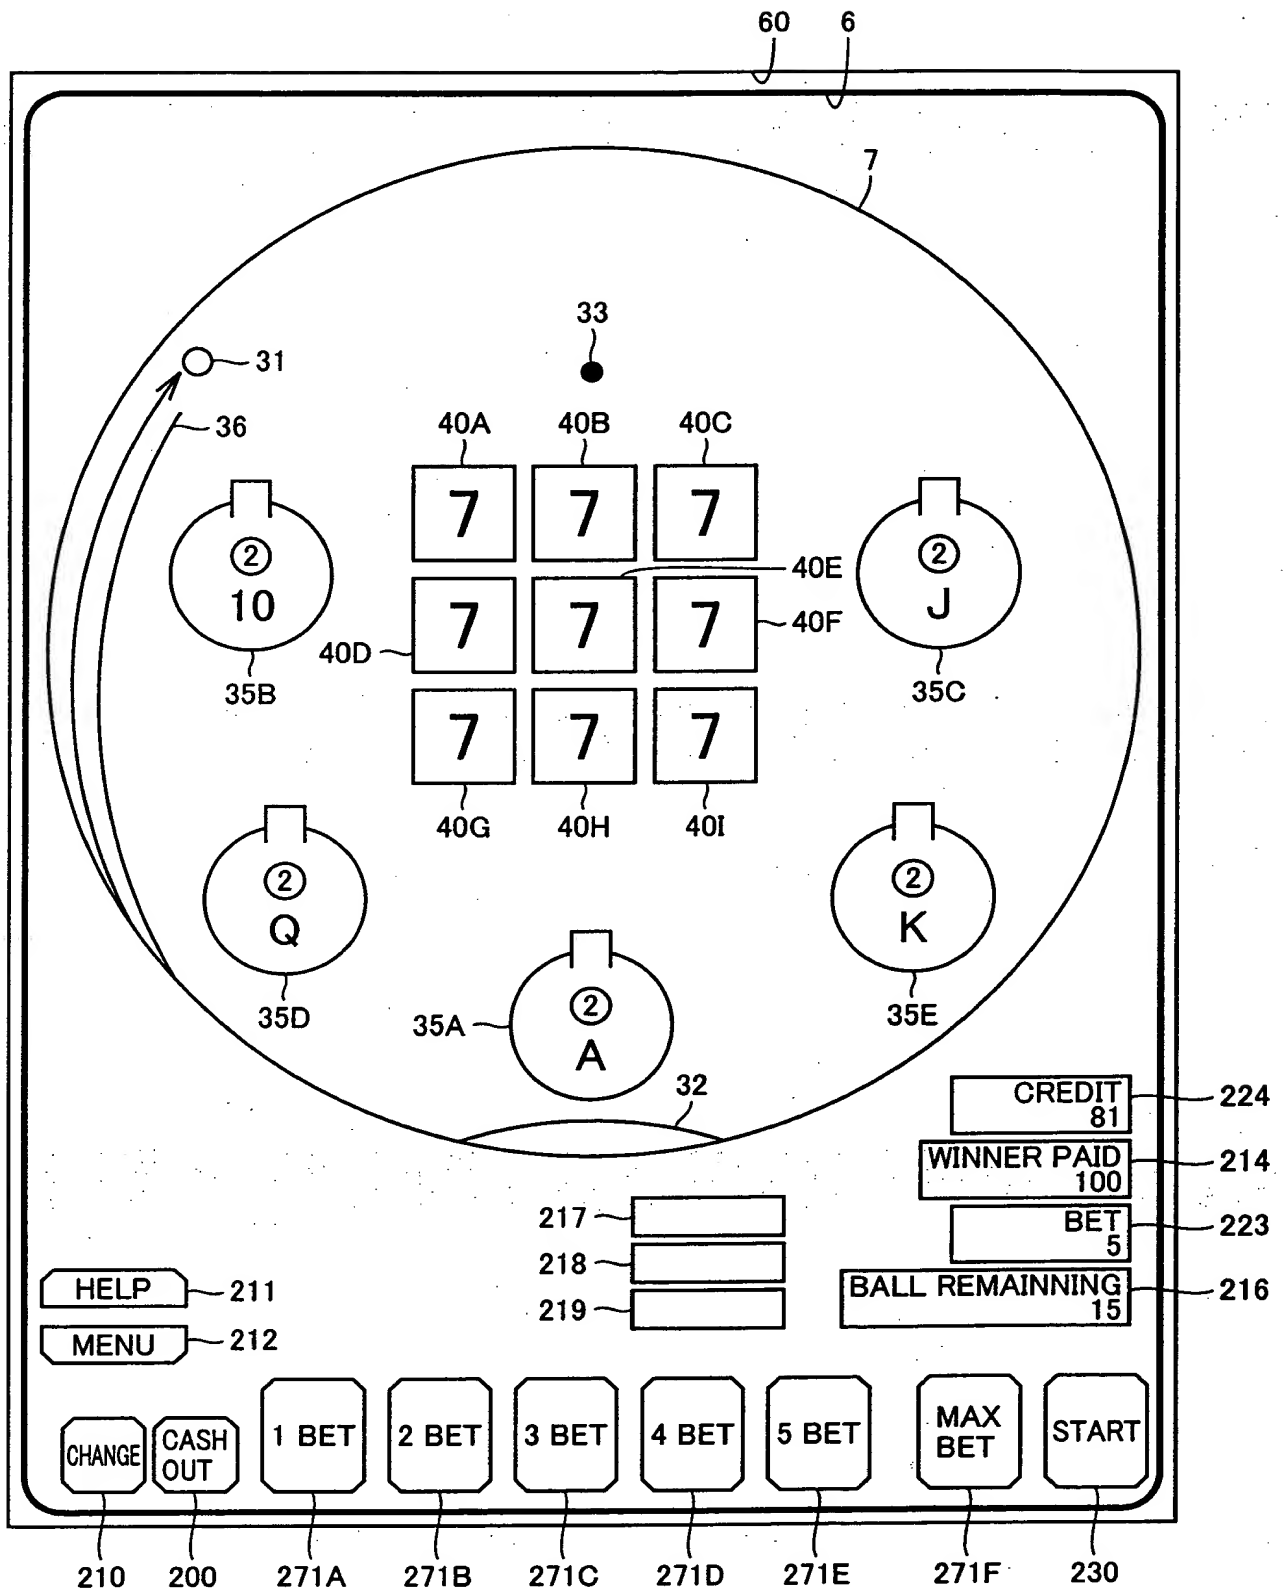 60 6
7
33
31
36
40A 40B 40C
7 7 7
40E
② ②
10 J
7 7 7
40F
40D
35B 35C
7 7 7
40G 40H 40I
② ②
Q K
35D 35E
②
35A
A
32
CREDIT 224
81
WINNER PAID 214
100
217
BET 223
5
218
HELP 211
BALL REMAINNING 216
15
219
MENU 212
CHANGE
CASH
OUT
1 BET 2 BET 3 BET 4 BET 5 BET
MAX
BET
START
210 200 271A 271B 271C 271D 271E 271F 230